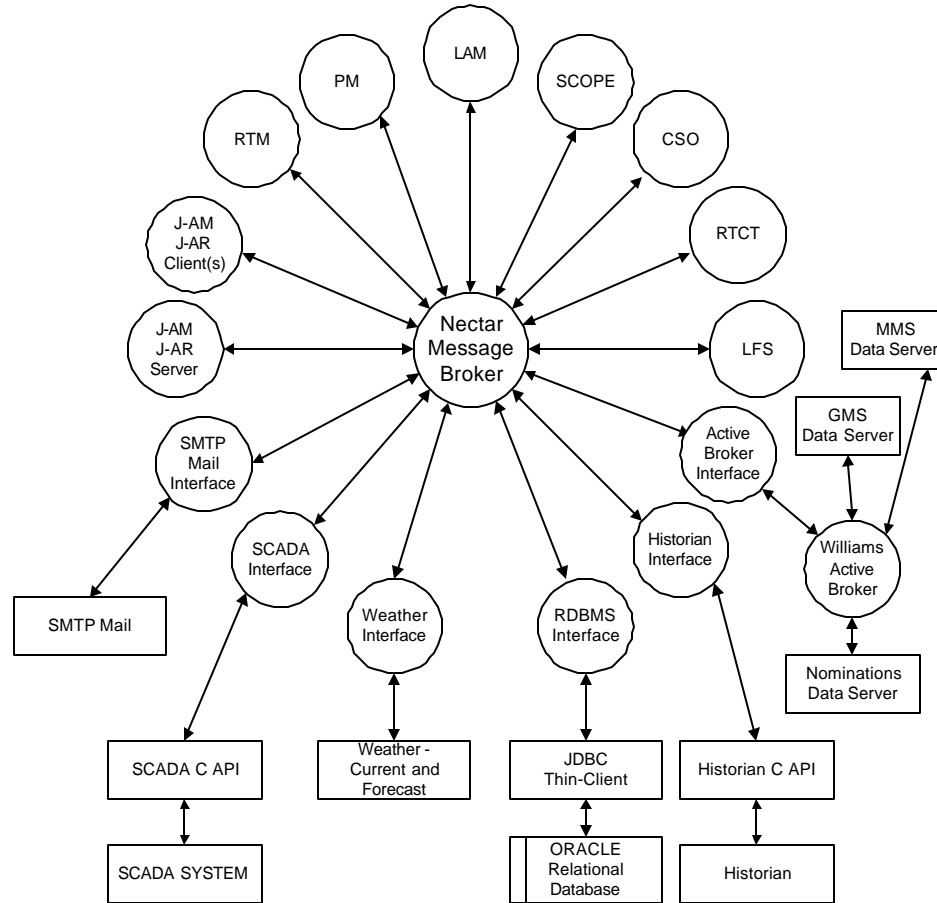 LAM
PM
SCOPE
RTM
CSO
J-AM
J-AR
Client(s)
RTCT
Nectar
Message
Broker
J-AM
J-AR
Server
LFS
MMS
Data Server
GMS
Data Server
SMTP
Mail
Interface
Active
Broker
Interface
SCADA
Interface
Historian
Interface
Williams
Active
Broker
Weather
Interface
RDBMS
Interface
SMTP Mail
Nominations
Data Server
SCADA C API
Weather -
Current and
Forecast
JDBC
Thin-Client
Historian C API
SCADA SYSTEM
ORACLE
Relational
Database
Historian